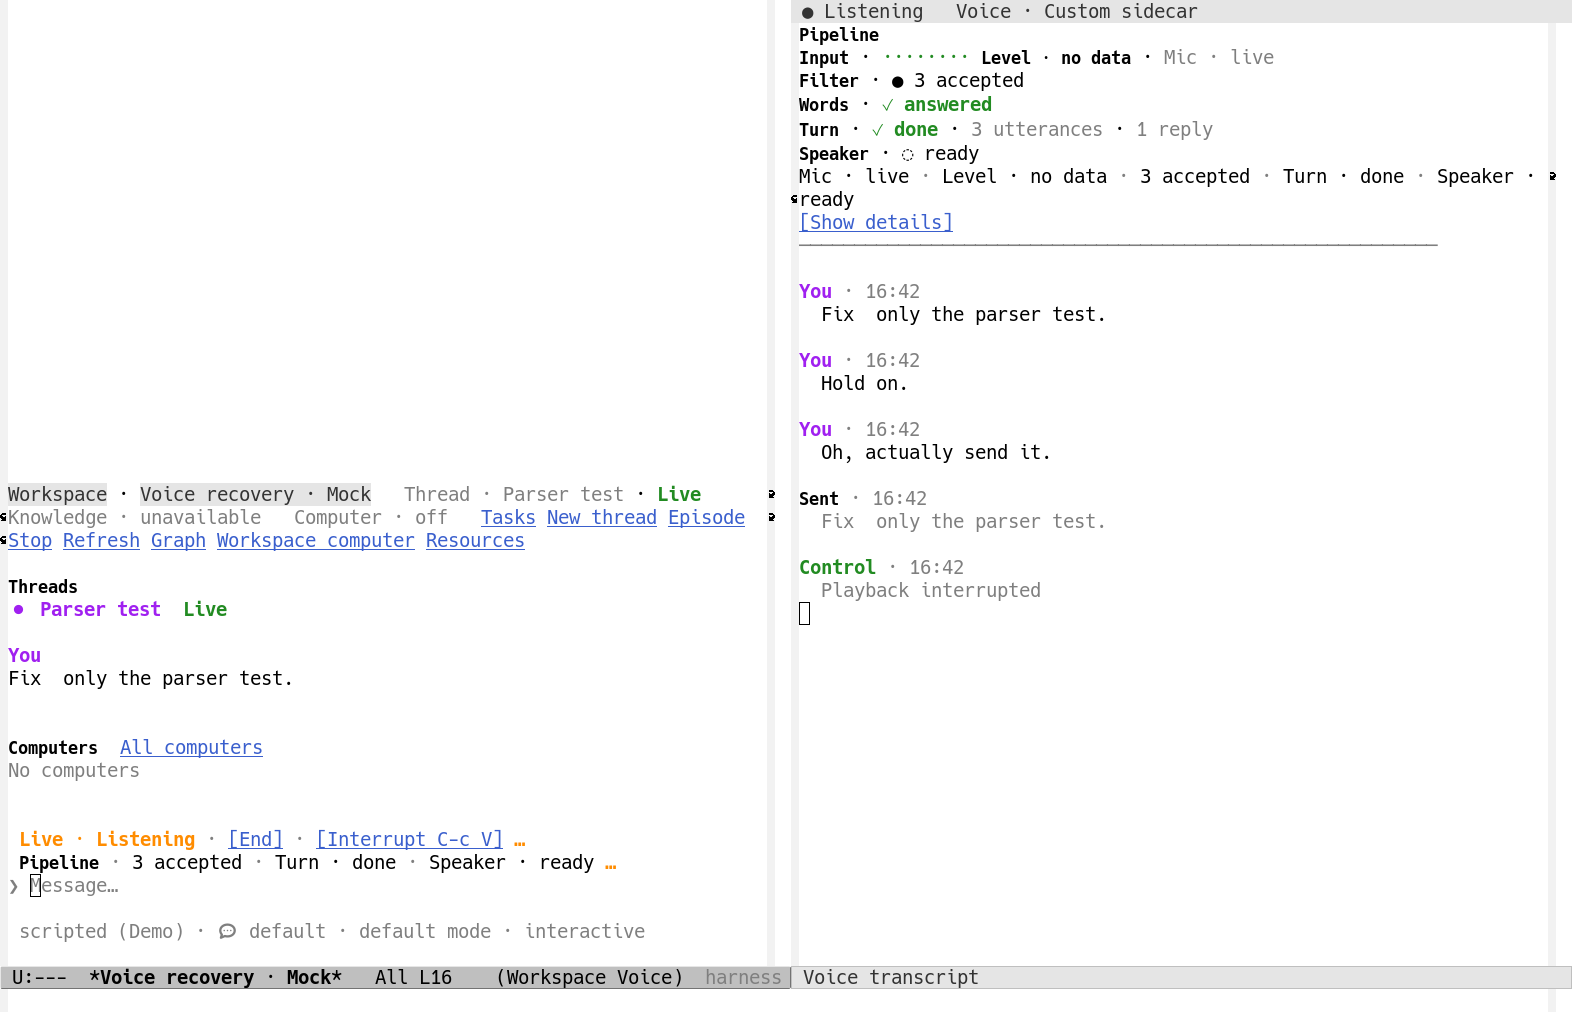 Workspace · Voice recovery · Mock   Thread · Parser test · Live
Knowledge · unavailable   Computer · off   Tasks New thread Episode
Stop Refresh Graph Workspace computer Resources
Threads
● Parser test  Live
You
Fix  only the parser test.
Computers  All computers
No computers
Live · Listening · [End] · [Interrupt C-c V] …
Pipeline · 3 accepted · Turn · done · Speaker · ready …
❯ Message…
scripted (Demo) · 💬 default · default mode · interactive
U:---  *Voice recovery · Mock*   All L16    (Workspace Voice)  harness
● Listening   Voice · Custom sidecar
Pipeline
Input · ········ Level · no data · Mic · live
Filter · ● 3 accepted
Words · ✓ answered
Turn · ✓ done · 3 utterances · 1 reply
Speaker · ◌ ready
Mic · live · Level · no data · 3 accepted · Turn · done · Speaker ·
ready
[Show details]
You · 16:42
Fix  only the parser test.
You · 16:42
Hold on.
You · 16:42
Oh, actually send it.
Sent · 16:42
Fix  only the parser test.
Control · 16:42
Playback interrupted
Voice transcript